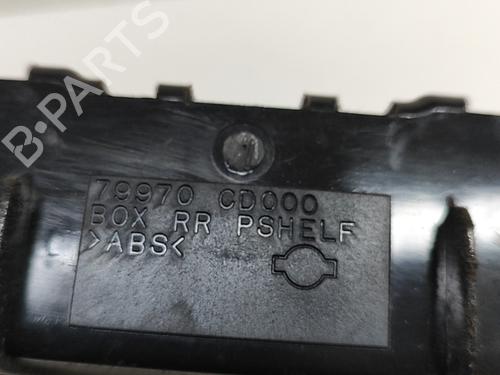 B-PARTS
79970 CD000
BOX RR PSHELF
>ABS<